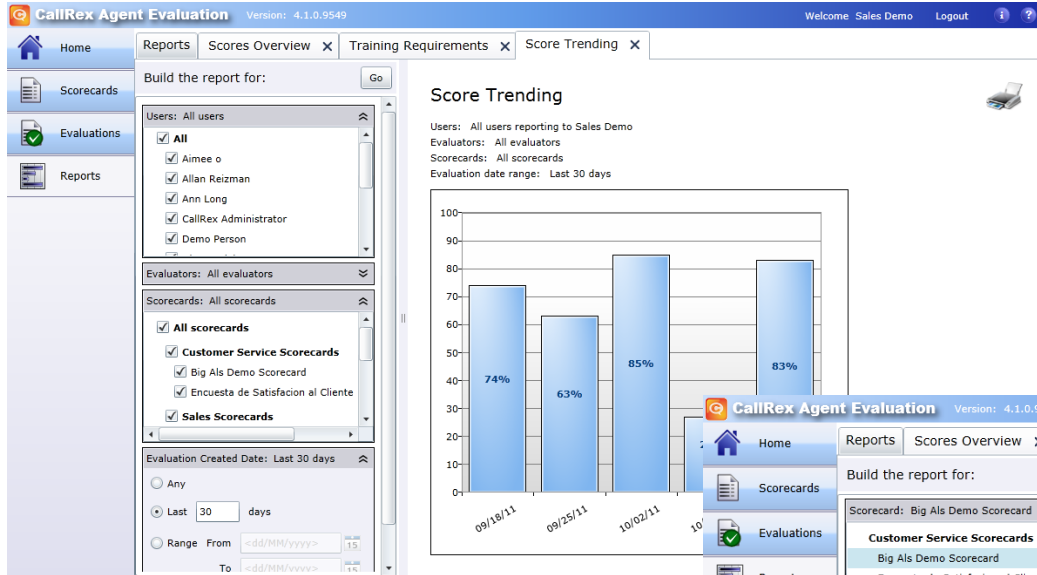 CallRex Agent Evaluation Version: 4.1.0.9549 Welcome Sales Demo Logout i ?
Home
Scorecards
Evaluations
Reports
Reports Scores Overview X Training Requirements X Score Trending X
Build the report for: Go
Users: All users
All
Aimee o
Allan Reizman
Ann Long
CallRex Administrator
Demo Person
Evaluators: All evaluators
Scorecards: All scorecards
All scorecards
Customer Service Scorecards
Big Als Demo Scorecard
Encuesta de Satisfacion al Cliente
Sales Scorecards
Evaluation Created Date: Last 30 days
Any
Last 30 days
Range From <dd/MM/yyyy> 15
To <dd/MM/yyyy> 15
Score Trending
Users: All users reporting to Sales Demo
Evaluators: All evaluators
Scorecards: All scorecards
Evaluation date range: Last 30 days
100
90
80
70
60
50
40
30
20
10
0
74%
63%
85%
83%
09/18/11
09/25/11
10/02/11
CallRex Agent Evaluation Version: 4.1.0.9
Home
Scorecards
Evaluations
Reports Scores Overview
Build the report for:
Scorecard: Big Als Demo Scorecard
Customer Service Scorecards
Big Als Demo Scorecard